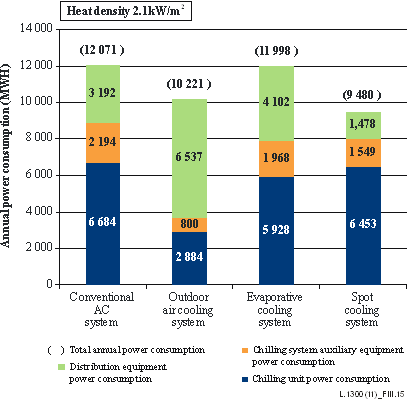 Heat density 2.1kW/m²
Annual power consumption (MWH)
14 000
12 000
10 000
8 000
6 000
4 000
2 000
0
(12 071)
(10 221)
(11 998)
(9 480)
3 192
2 194
6 684
6 537
800
2 884
4 102
1 968
5 928
1,478
1 549
6 453
Conventional
AC
system
Outdoor
air cooling
system
Evaporative
cooling
system
Spot
cooling
system
( ) Total annual power consumption
Distribution equipment
power consumption
Chilling system auxiliary equipment
power consumption
Chilling unit power consumption
L.1300(11)_FIII.15